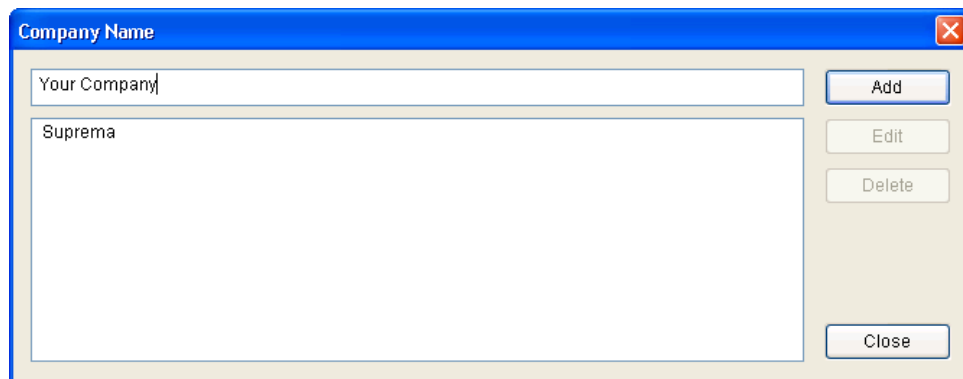 Company Name
Your Company
Add
Suprema
Edit
Delete
Close